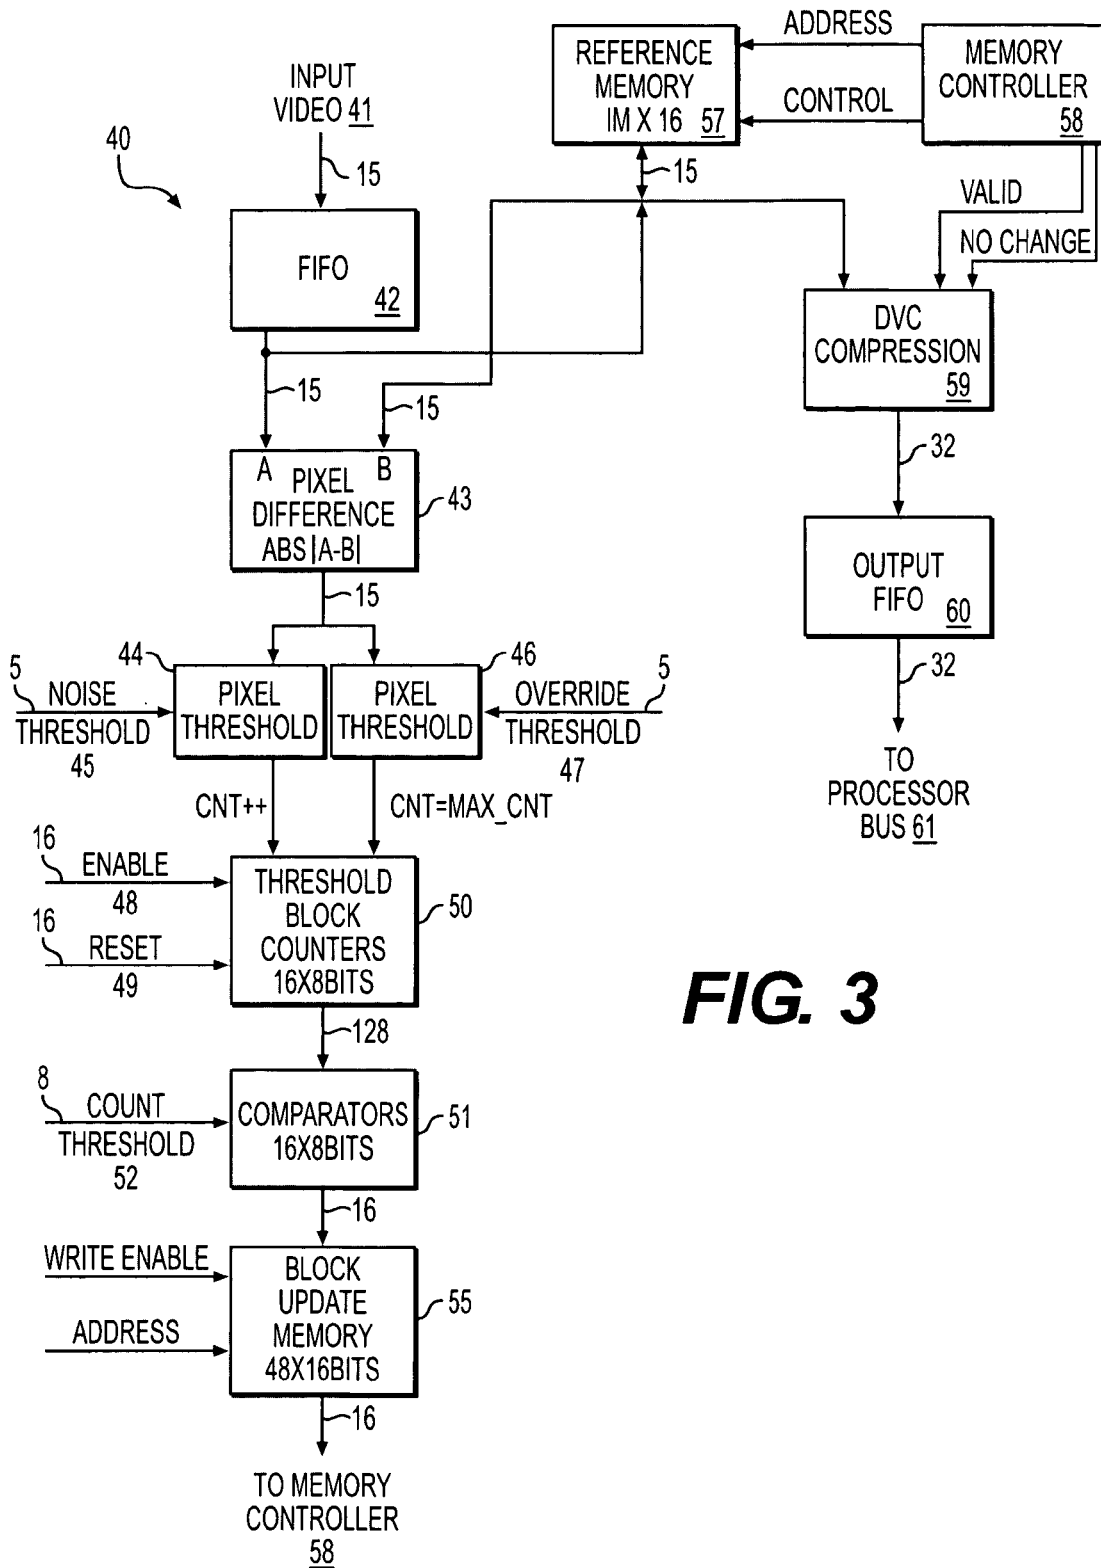 40
INPUT
VIDEO 41
15
FIFO
42
15
15
A
B
PIXEL
DIFFERENCE
ABS|A-B|
43
15
44
PIXEL
THRESHOLD
46
PIXEL
THRESHOLD
5
NOISE
THRESHOLD
45
5
OVERRIDE
THRESHOLD
47
CNT++
CNT=MAX_CNT
16
ENABLE
48
16
RESET
49
THRESHOLD
BLOCK
COUNTERS
16X8BITS
50
128
8
COUNT
THRESHOLD
52
COMPARATORS
16X8BITS
51
16
WRITE ENABLE
ADDRESS
BLOCK
UPDATE
MEMORY
48X16BITS
55
16
TO MEMORY
CONTROLLER
58
REFERENCE
MEMORY
IM X 16 57
15
ADDRESS
CONTROL
MEMORY
CONTROLLER
58
VALID
NO CHANGE
DVC
COMPRESSION
59
32
OUTPUT
FIFO
60
32
TO
PROCESSOR
BUS 61
FIG. 3